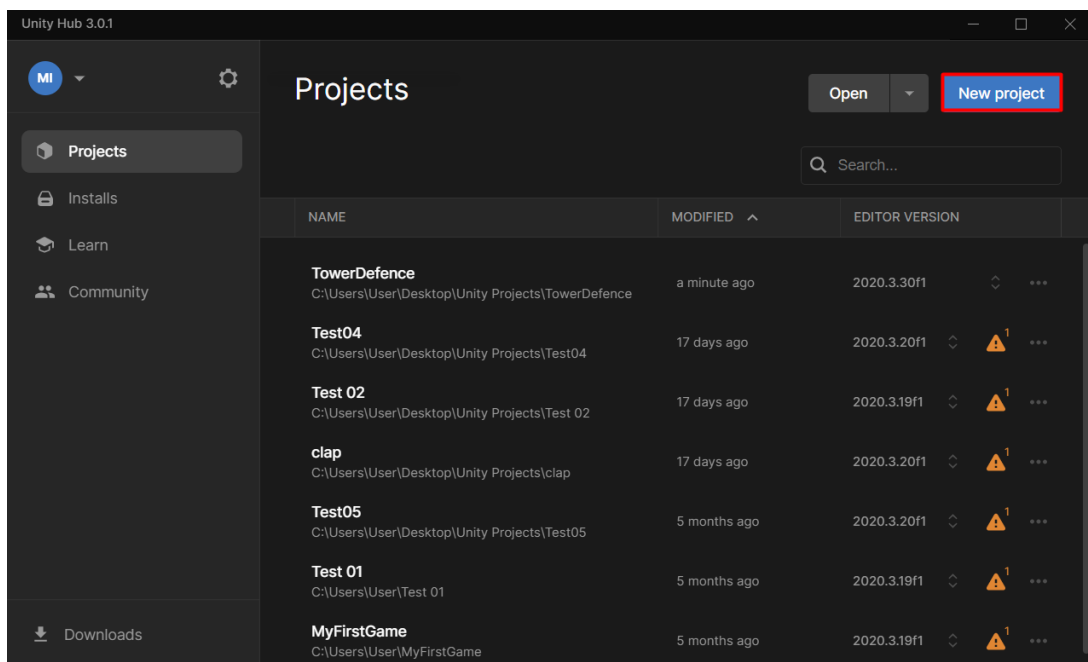 Unity Hub 3.0.1
MI
Projects
Open
New project
Projects
Installs
Learn
Community
Downloads
Search...
NAME MODIFIED EDITOR VERSION
TowerDefence
C:\Users\User\Desktop\Unity Projects\TowerDefence
a minute ago 2020.3.30f1
Test04
C:\Users\User\Desktop\Unity Projects\Test04
17 days ago 2020.3.20f1 1
Test 02
C:\Users\User\Desktop\Unity Projects\Test 02
17 days ago 2020.3.19f1 1
clap
C:\Users\User\Desktop\Unity Projects\clap
17 days ago 2020.3.20f1 1
Test05
C:\Users\User\Desktop\Unity Projects\Test05
5 months ago 2020.3.20f1 1
Test 01
C:\Users\User\Test 01
5 months ago 2020.3.19f1 1
MyFirstGame
C:\Users\User\MyFirstGame
5 months ago 2020.3.19f1 1